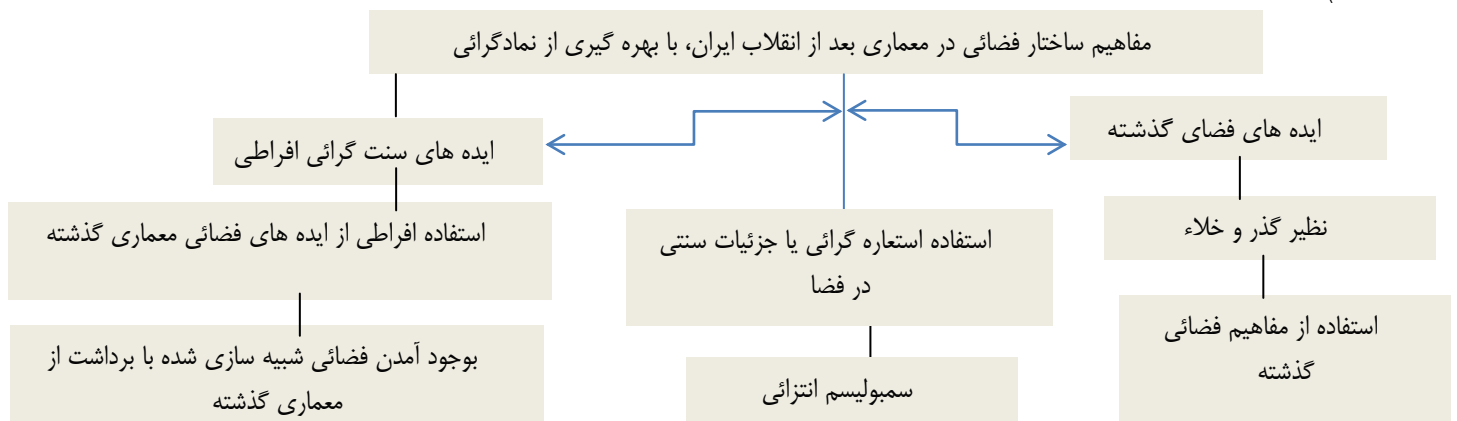 مفاهیم ساختار فضائی در معماری بعد از انقلاب ایران، با بهره گیری از نمادگرائی
ایده های فضای گذشته
نظیر گذر و خلاء
استفاده از مفاهیم فضائی
گذشته
استفاده استعاره گرائی یا جزئیات سنتی
در فضا
سمبولیسم انتزائی
ایده های سنت گرائی افراطی
استفاده افراطی از ایده های فضائی معماری گذشته
بوجود آمدن فضائی شبیه سازی شده با برداشت از
معماری گذشته